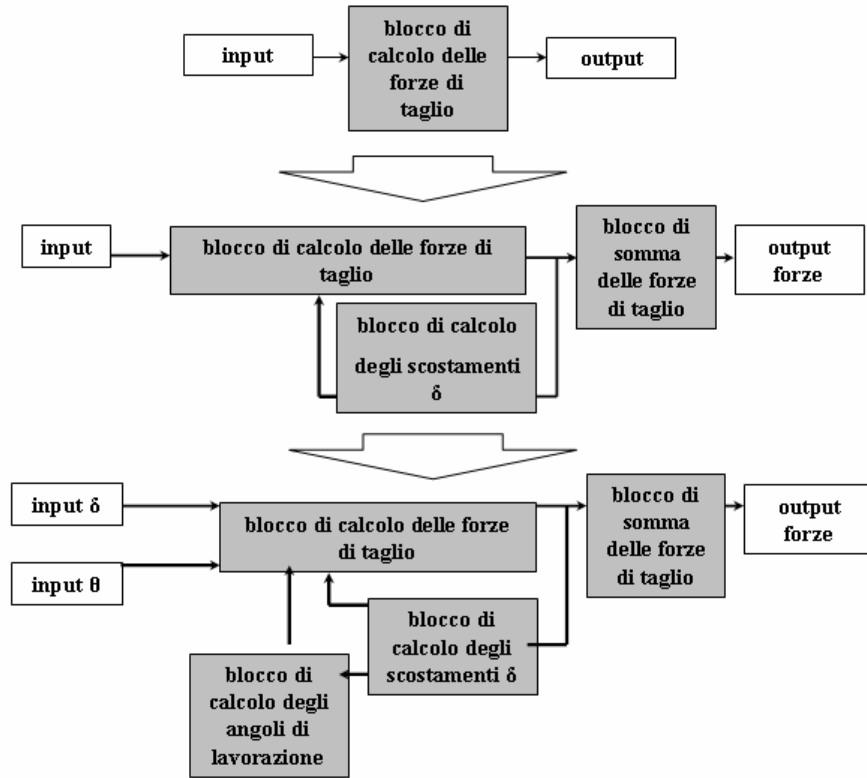 input
blocco di
calcolo delle
forze di
taglio
output
input
blocco di calcolo delle forze di
taglio
blocco di
somma
delle forze
di taglio
output
forze
blocco di calcolo
degli scostamenti
δ
input δ
input θ
blocco di calcolo delle forze
di taglio
blocco di
somma
delle forze
di taglio
output
forze
blocco di
calcolo degli
scostamenti δ
blocco di
calcolo degli
angoli di
lavorazione